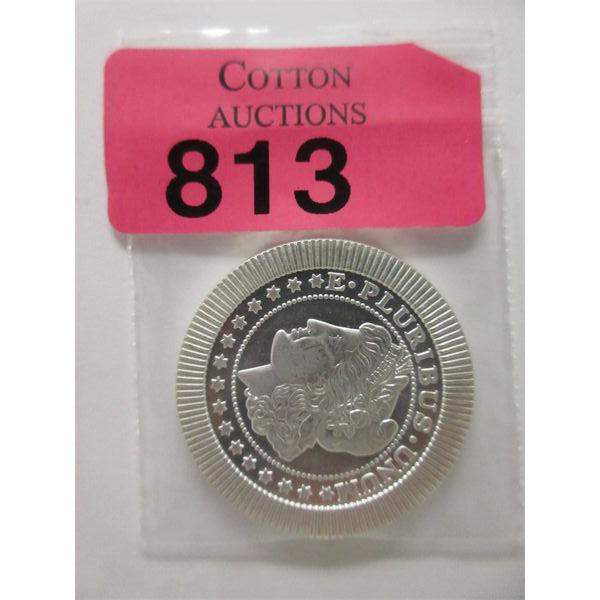 COTTON
AUCTIONS
813
E · PLURIBUS · UNUM